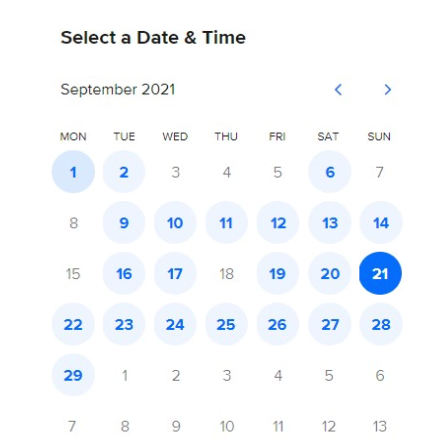 Select a Date & Time
September 2021
MON TUE WED THU FRI SAT SUN
1 2 3 4 5 6 7
8 9 10 11 12 13 14
15 16 17 18 19 20 21
22 23 24 25 26 27 28
29 1 2 3 4 5 6
7 8 9 10 11 12 13